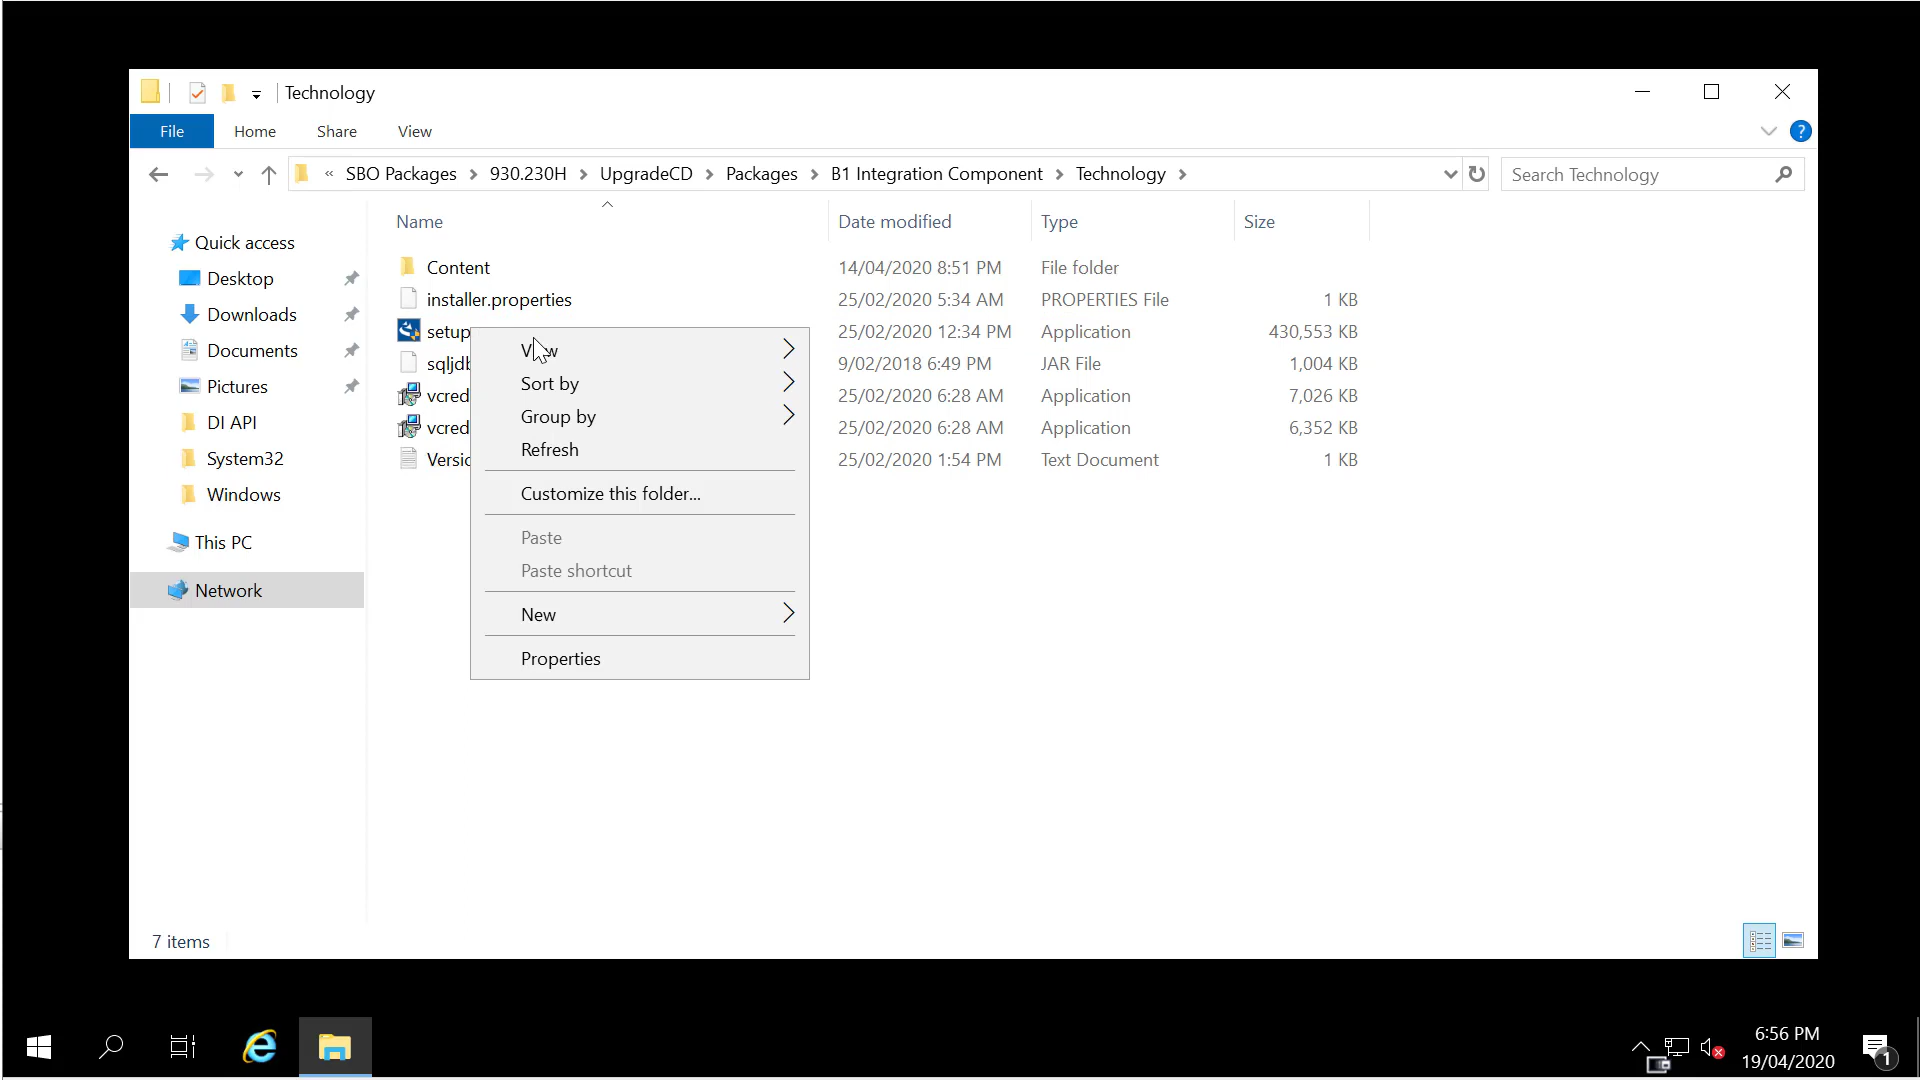 Technology
File Home Share View ?
« SBO Packages 930.230H UpgradeCD Packages B1 Integration Component Technology Search Technology
Name Date modified Type Size
Quick access
Desktop
Downloads
Documents
Pictures
DI API
System32
Windows
This PC
Network
Content 14/04/2020 8:51 PM File folder
installer.properties 25/02/2020 5:34 AM PROPERTIES File 1 KB
setup 25/02/2020 12:34 PM Application 430,553 KB
sqljdb 9/02/2018 6:49 PM JAR File 1,004 KB
vcred 25/02/2020 6:28 AM Application 7,026 KB
vcred 25/02/2020 6:28 AM Application 6,352 KB
Versio 25/02/2020 1:54 PM Text Document 1 KB
View
Sort by
Group by
Refresh
Customize this folder...
Paste
Paste shortcut
New
Properties
7 items
6:56 PM
19/04/2020
1